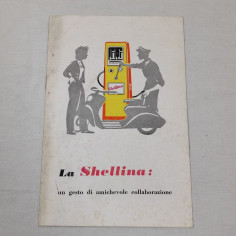 La Shellina:
un gesto di amichevole collaborazione